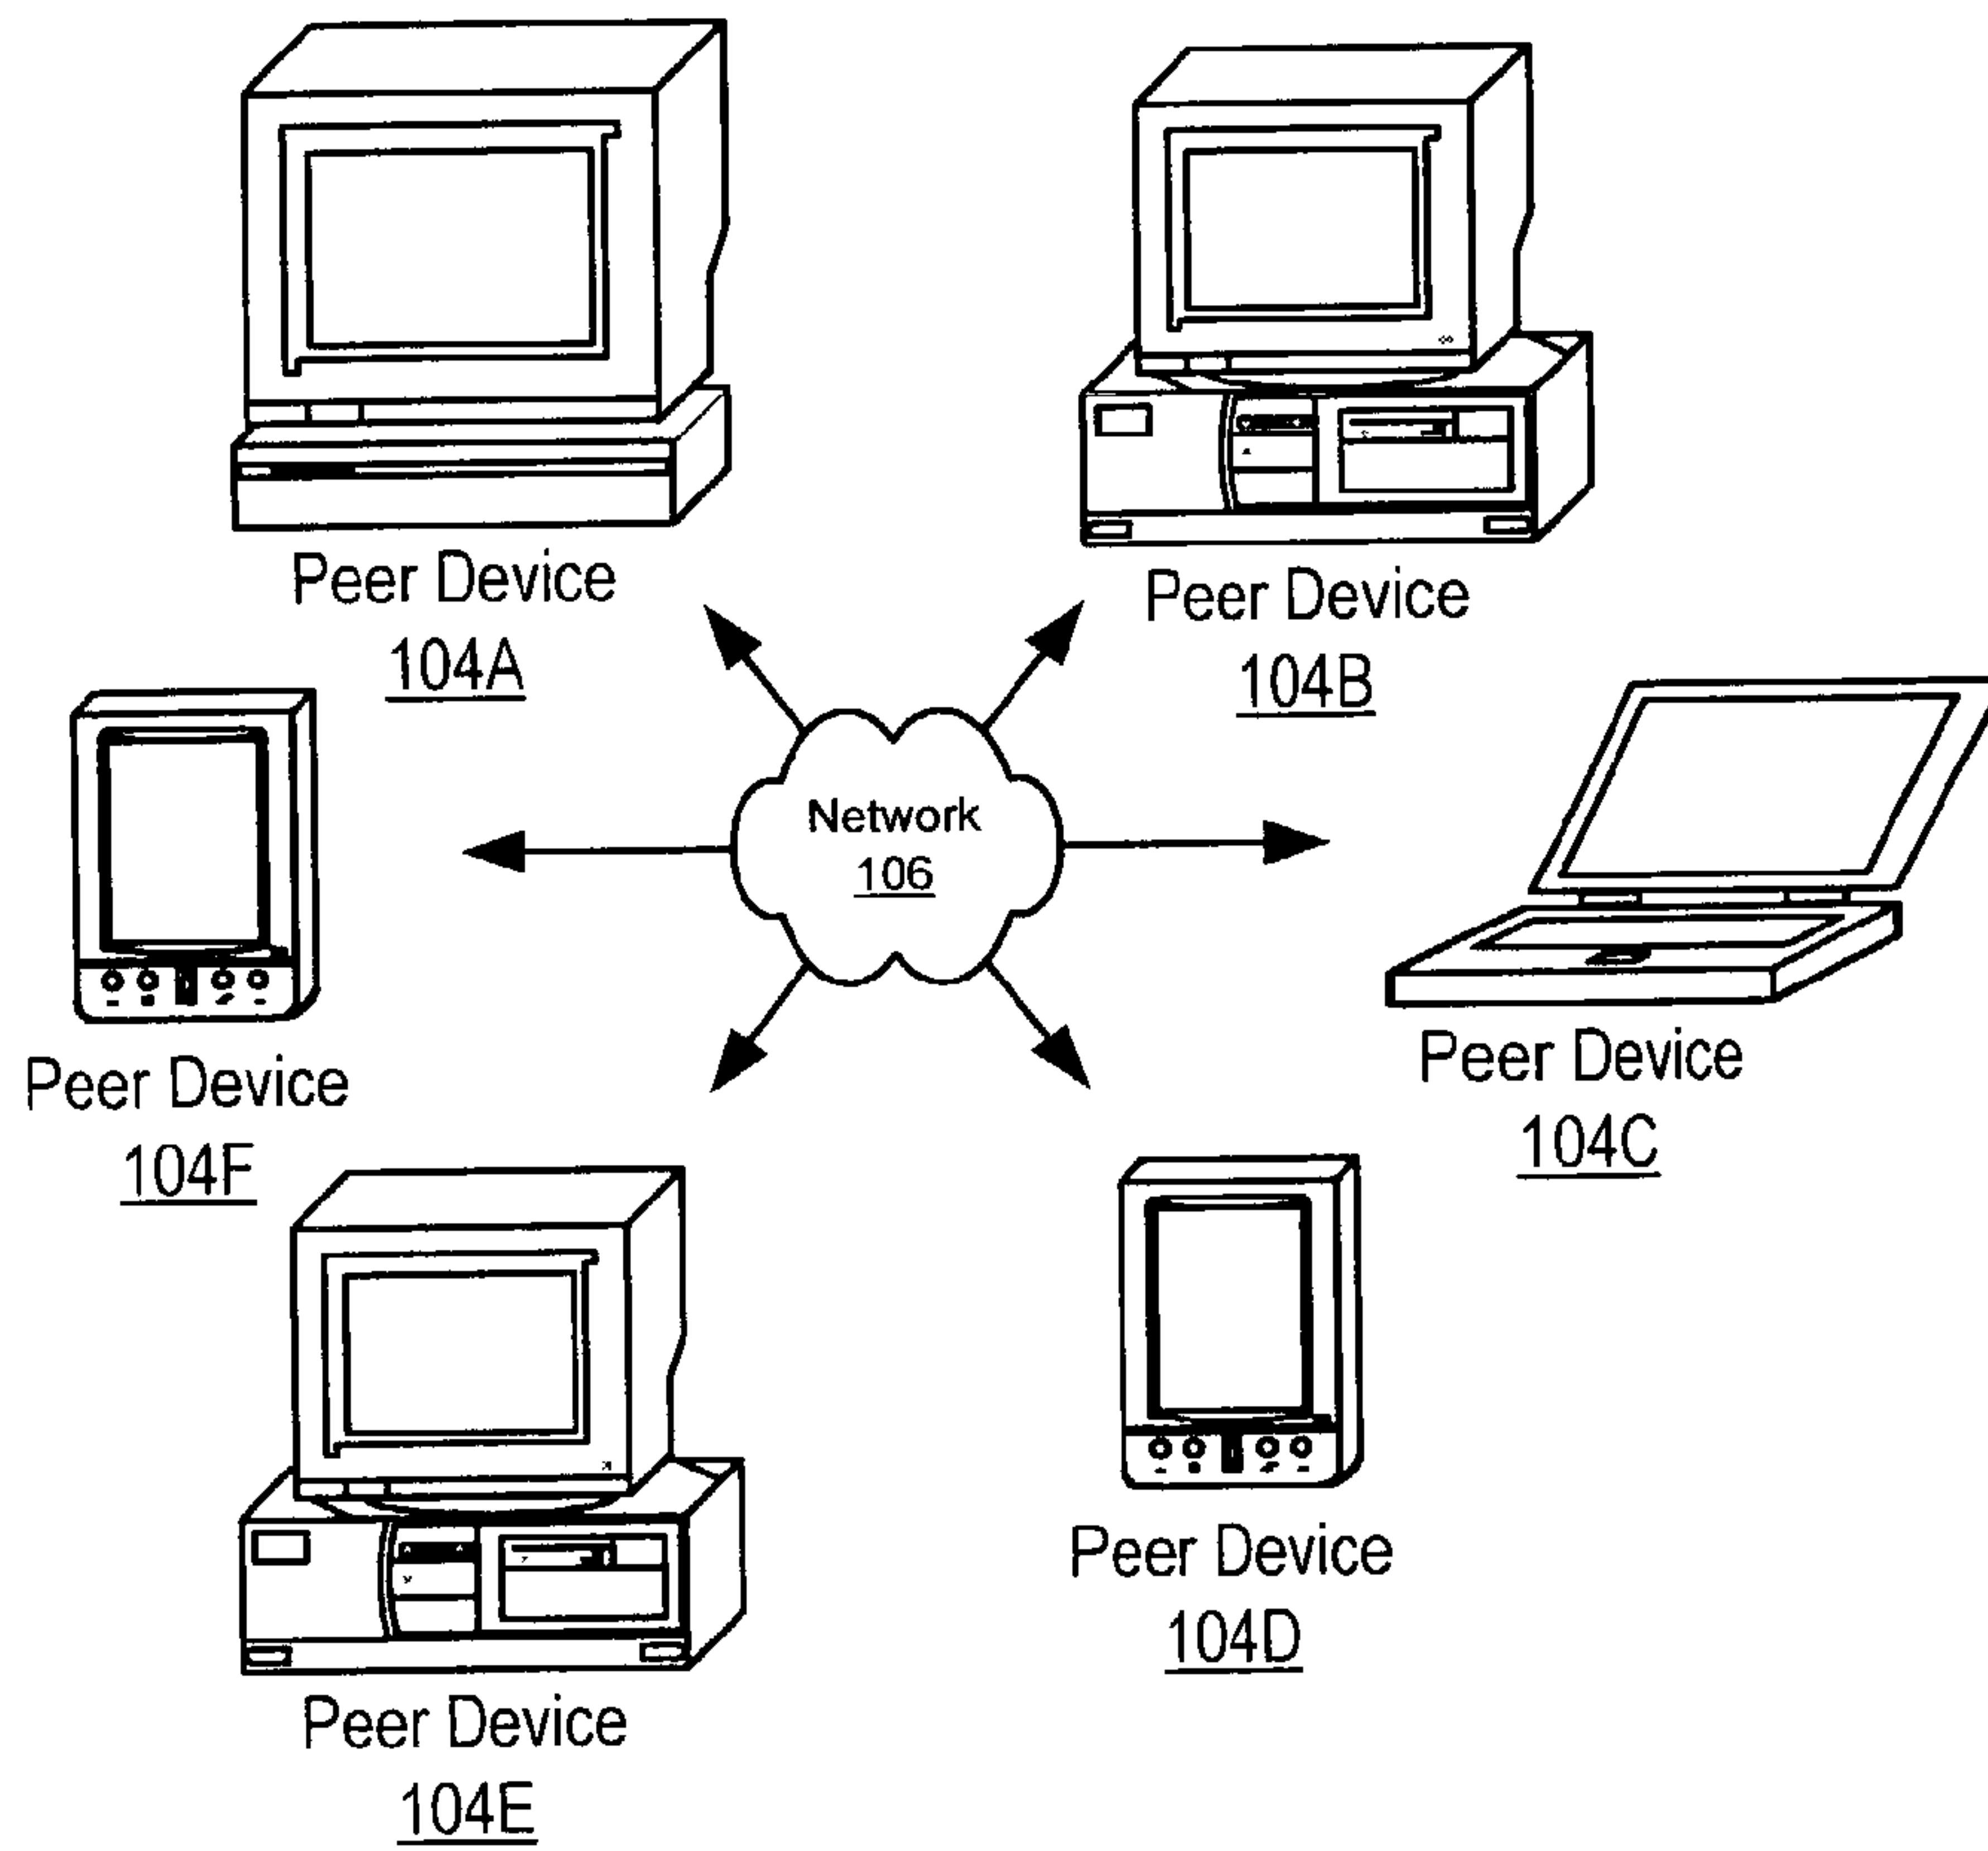 Peer Device
104A
Peer Device
104B
Network
106
Peer Device
104F
Peer Device
104C
Peer Device
104D
Peer Device
104E